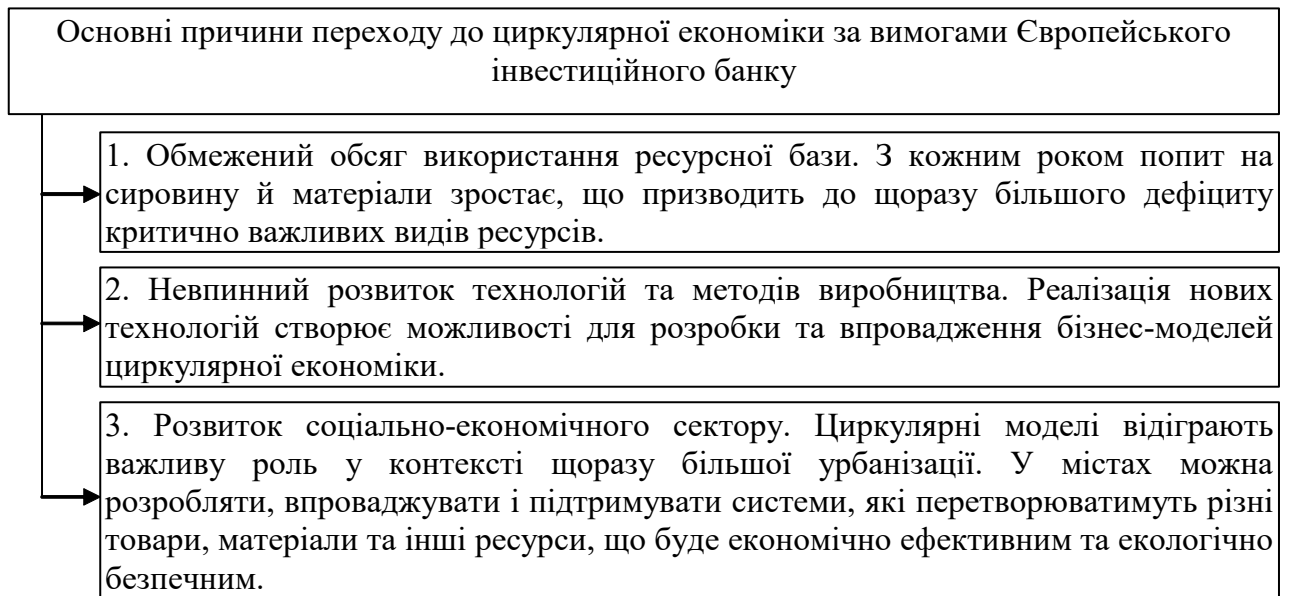 Основні причини переходу до циркулярної економіки за вимогами Європейського
інвестиційного банку
1. Обмежений обсяг використання ресурсної бази. З кожним роком попит на
сировину й матеріали зростає, що призводить до щоразу більшого дефіциту
критично важливих видів ресурсів.
2. Невпинний розвиток технологій та методів виробництва. Реалізація нових
технологій створює можливості для розробки та впровадження бізнес-моделей
циркулярної економіки.
3. Розвиток соціально-економічного сектору. Циркулярні моделі відіграють
важливу роль у контексті щоразу більшої урбанізації. У містах можна
розробляти, впроваджувати і підтримувати системи, які перетворюватимуть різні
товари, матеріали та інші ресурси, що буде економічно ефективним та екологічно
безпечним.